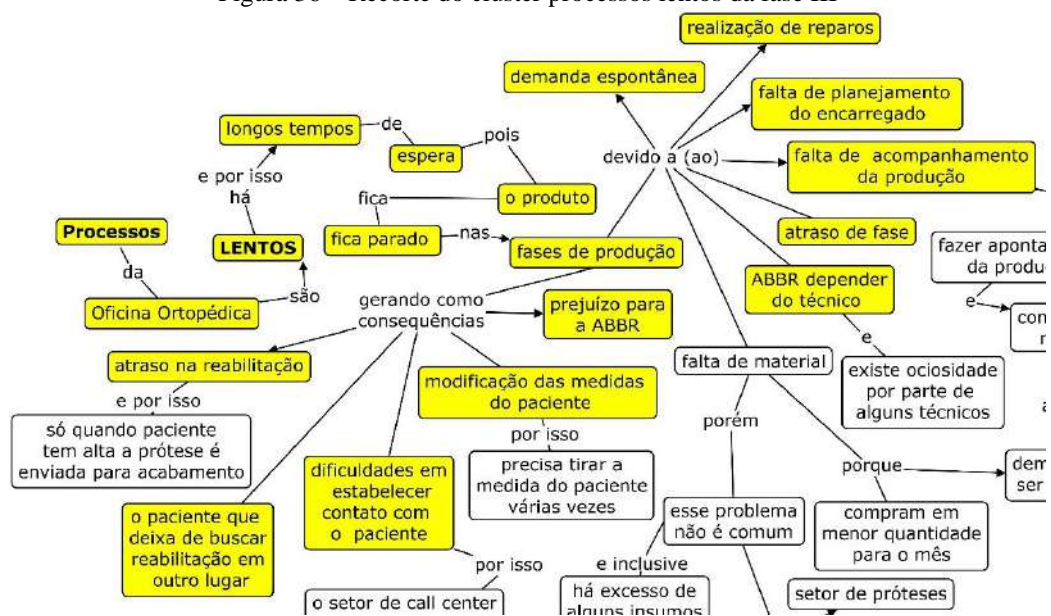 Figura 30 – Recorte do cluster processos lentos da fase III
realização de reparos
demanda espontânea
falta de planejamento
do encarregado
longos tempos
de
espera
pois
devido a (ao)
falta de acompanhamento
da produção
e por isso
há
fica
o produto
Processos
LENTOS
fica parado
nas
fases de produção
atraso de fase
fazer
da
da
ABBR depender
do técnico
e
Oficina Ortopédica
são
gerando como
consequências
prejuízo para
a ABBR
atraso na reabilitação
falta de material
e
modificação das medidas
do paciente
existe ociosidade
por parte de
alguns técnicos
e por isso
só quando paciente
tem alta a prótese é
enviada para acabamento
por isso
porém
dificuldades em
estabelecer
contato com
o paciente
precisa tirar a
medida do paciente
várias vezes
porque
ser
o paciente que
deixa de buscar
reabilitação em
outro lugar
esse problema
não é comum
compram em
menor quantidade
para o mês
por isso
e inclusive
o setor de call center
há excesso de
alguns insumos
setor de próteses